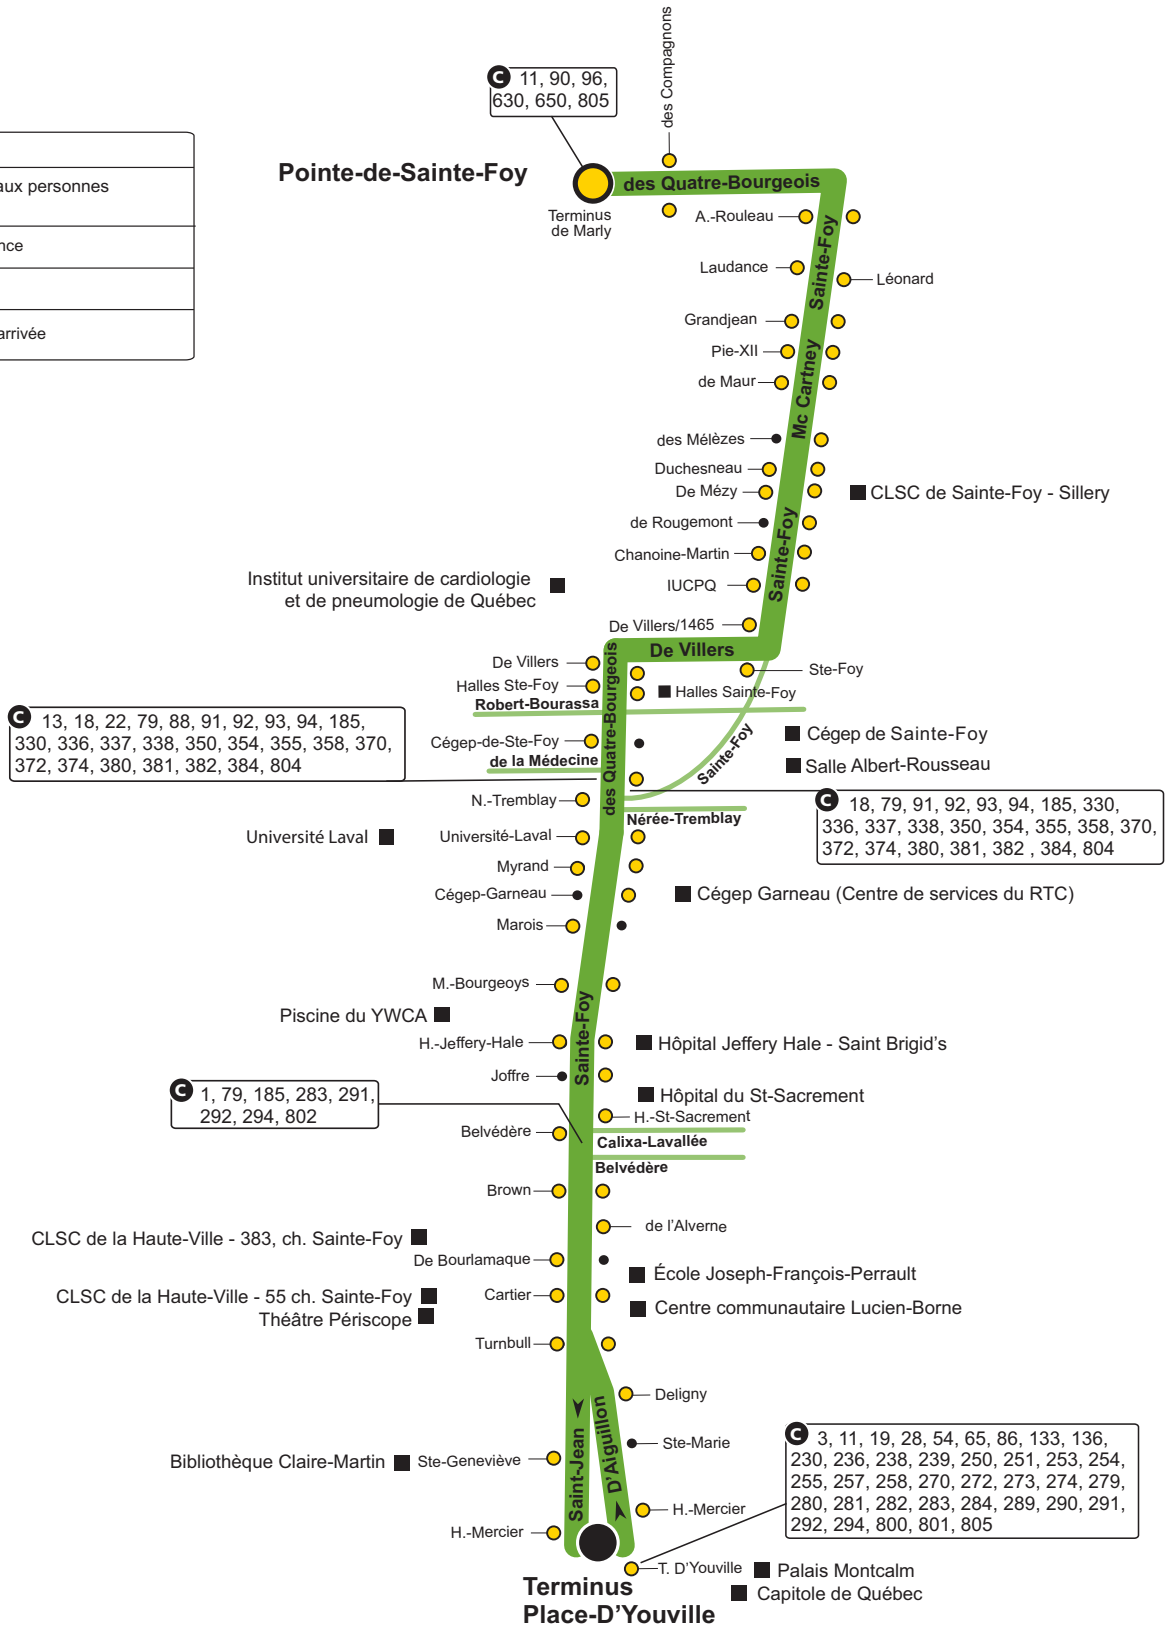 des Compagnons
C 11, 90, 96,
630, 650, 805
aux personnes
nce
arrivée
Pointe-de-Sainte-Foy
Terminus
de Marly
des Quatre-Bourgeois
A.-Rouleau
Sainte-Foy
Laudance
Léonard
Grandjean
Pie-XII
de Maur
Mc Cartney
des Mélèzes
Duchesneau
De Mézy
CLSC de Sainte-Foy - Sillery
de Rougemont
Sainte-Foy
Chanoine-Martin
IUCPQ
Institut universitaire de cardiologie
et de pneumologie de Québec
De Villers/1465
De Villers
De Villers
Ste-Foy
Halles Ste-Foy
Halles Sainte-Foy
Robert-Bourassa
des Quatre-Bourgeois
C 13, 18, 22, 79, 88, 91, 92, 93, 94, 185,
330, 336, 337, 338, 350, 354, 355, 358, 370,
372, 374, 380, 381, 382, 384, 804
Cégep-de-Ste-Foy
Cégep de Sainte-Foy
de la Médecine
Sainte-Foy
Salle Albert-Rousseau
N.-Tremblay
Nérée-Tremblay
C 18, 79, 91, 92, 93, 94, 185, 330,
336, 337, 338, 350, 354, 355, 358, 370,
372, 374, 380, 381, 382 , 384, 804
Université Laval
Université-Laval
Myrand
Cégep-Garneau
Cégep Garneau (Centre de services du RTC)
Marois
M.-Bourgeoys
Sainte-Foy
Piscine du YWCA
H.-Jeffery-Hale
Hôpital Jeffery Hale - Saint Brigid's
Joffre
Hôpital du St-Sacrement
C 1, 79, 185, 283, 291,
292, 294, 802
H.-St-Sacrement
Belvédère
Calixa-Lavallée
Belvédère
Brown
de l'Alverne
CLSC de la Haute-Ville - 383, ch. Sainte-Foy
De Bourlamaque
École Joseph-François-Perrault
CLSC de la Haute-Ville - 55 ch. Sainte-Foy
Cartier
Centre communautaire Lucien-Borne
Théâtre Périscope
Turnbull
Deligny
Saint-Jean
D'Aiguillon
Ste-Marie
C 3, 11, 19, 28, 54, 65, 86, 133, 136,
230, 236, 238, 239, 250, 251, 253, 254,
255, 257, 258, 270, 272, 273, 274, 279,
280, 281, 282, 283, 284, 289, 290, 291,
292, 294, 800, 801, 805
Bibliothèque Claire-Martin
Ste-Geneviève
H.-Mercier
H.-Mercier
T. D'Youville
Palais Montcalm
Capitole de Québec
Terminus
Place-D'Youville